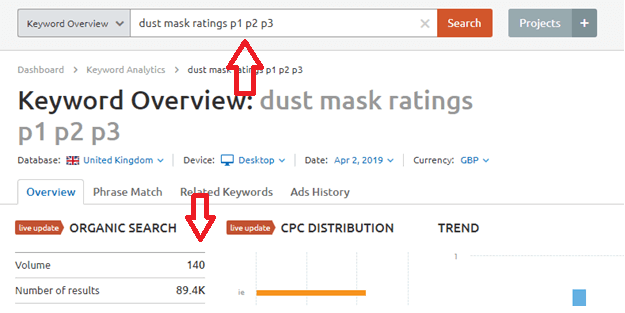 Keyword Overview dust mask ratings p1 p2 p3 × Search Projects +
Dashboard > Keyword Analytics > dust mask ratings p1 p2 p3
Keyword Overview: dust mask ratings
p1 p2 p3
Database: United Kingdom Device: Desktop Date: Apr 2, 2019 Currency: GBP
Overview Phrase Match Related Keywords Ads History
live update ORGANIC SEARCH live update CPC DISTRIBUTION TREND
Volume 140 1
Number of results 89.4K ie